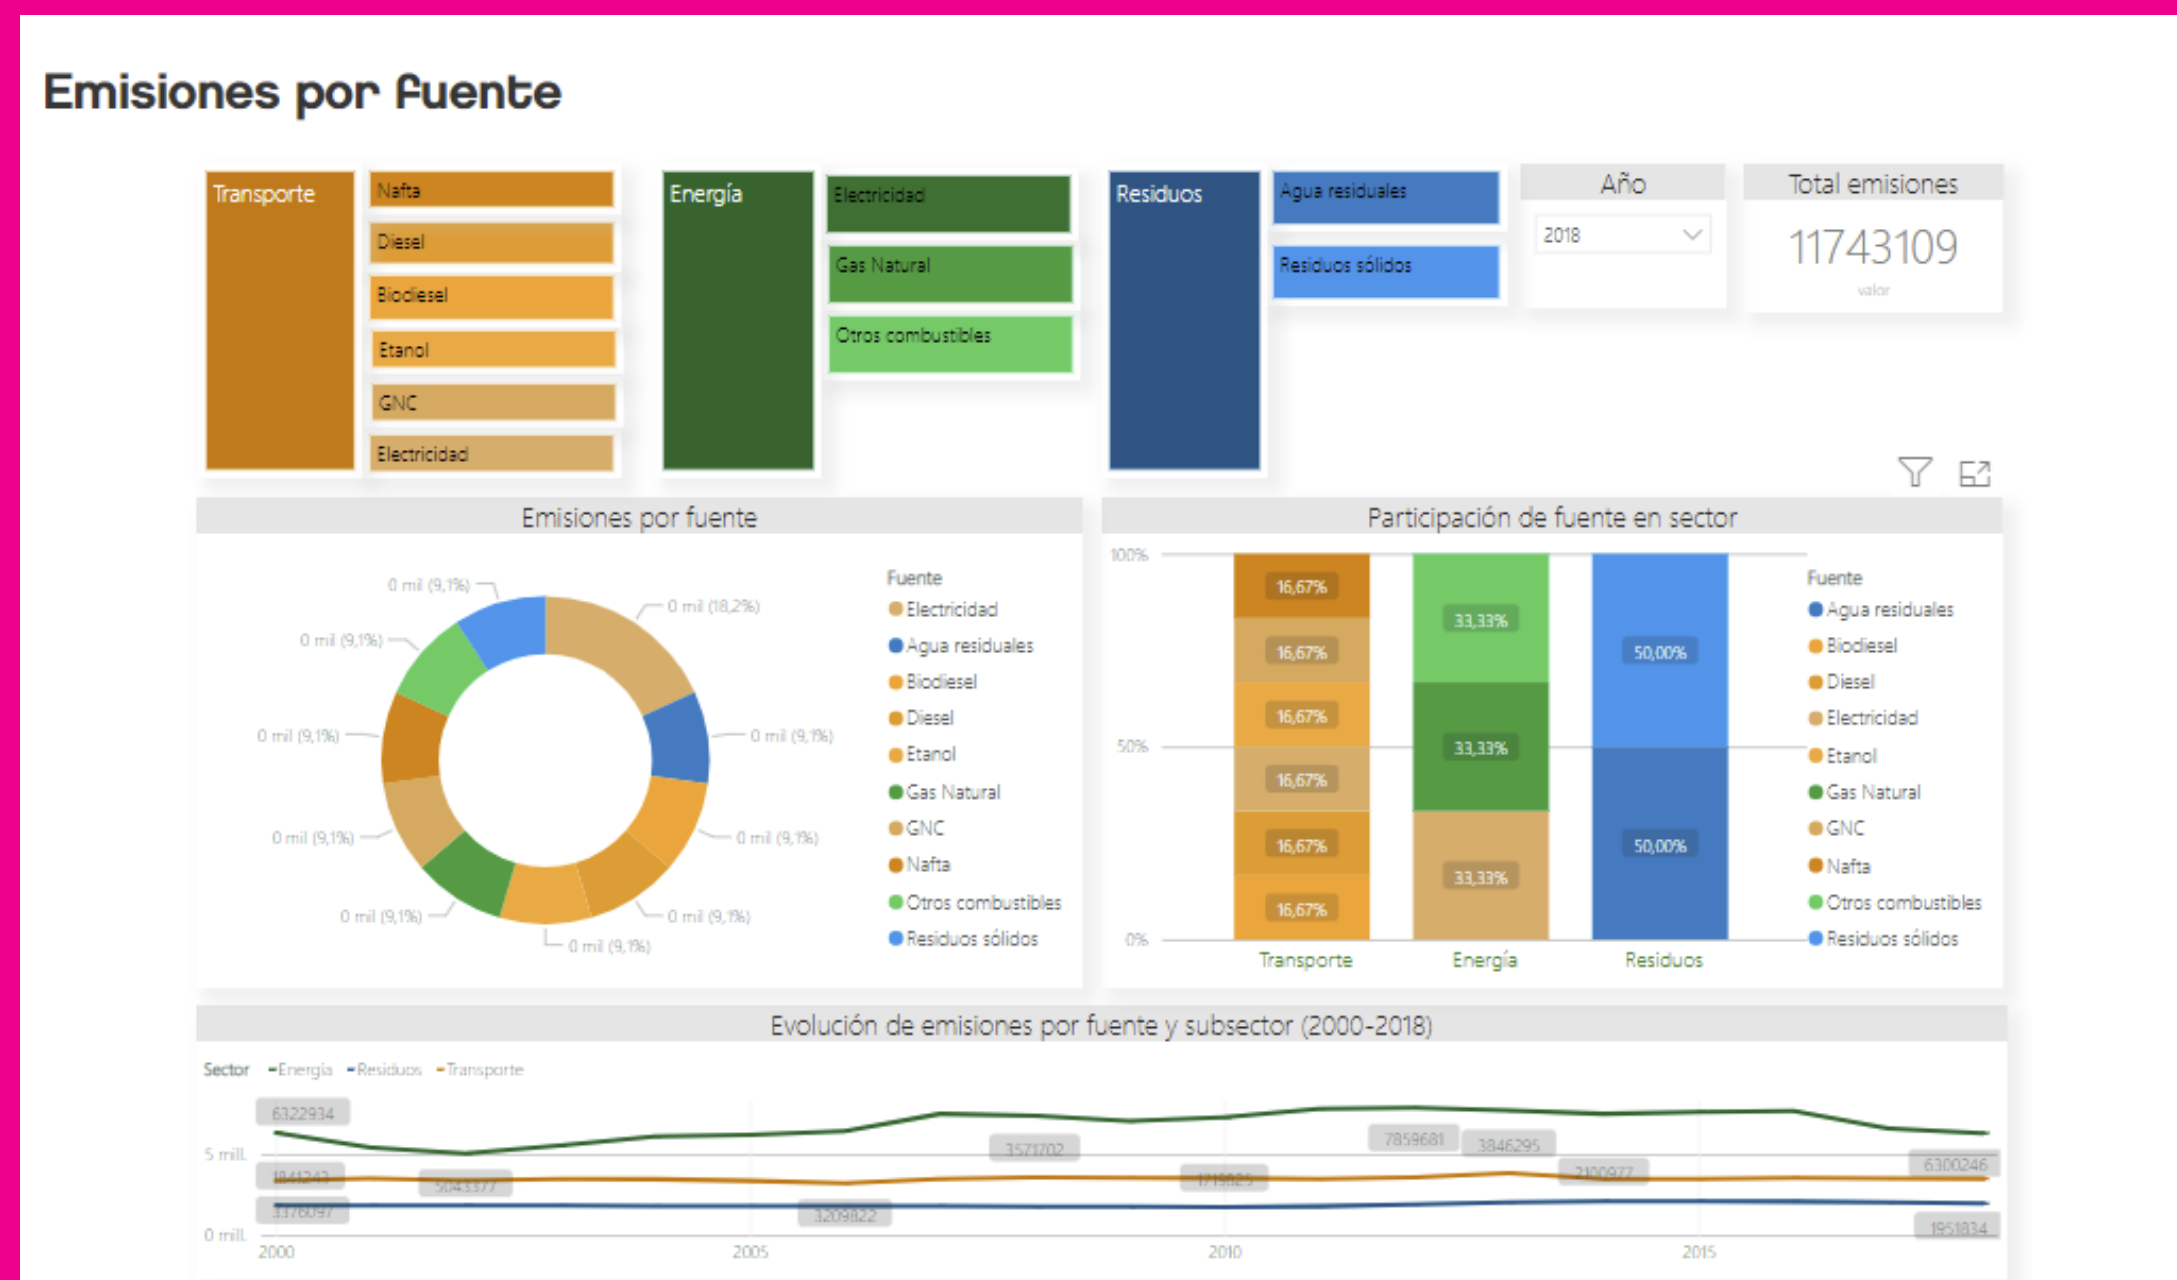 Emisiones por fuente
Transporte
Nafta
Diesel
Biodiesel
Etanol
GNC
Electricidad
Energía
Electricidad
Gas Natural
Otros combustibles
Residuos
Agua residuales
Residuos sólidos
Año
2018
Total emisiones
11743109
valor
Emisiones por fuente
0 mil (9,1%)
0 mil (18,2%)
0 mil (9,1%)
0 mil (9,1%)
0 mil (9,1%)
0 mil (9,1%)
0 mil (9,1%)
0 mil (9,1%)
0 mil (9,1%)
0 mil (9,1%)
Fuente
Electricidad
Agua residuales
Biodiesel
Diesel
Etanol
Gas Natural
GNC
Nafta
Otros combustibles
Residuos sólidos
Participación de fuente en sector
100%
50%
0%
16,67%
16,67%
16,67%
16,67%
16,67%
16,67%
33,33%
33,33%
33,33%
50,00%
50,00%
Transporte
Energía
Residuos
Fuente
Agua residuales
Biodiesel
Diesel
Electricidad
Etanol
Gas Natural
GNC
Nafta
Otros combustibles
Residuos sólidos
Evolución de emisiones por fuente y subsector (2000-2018)
Sector Energía Residuos Transporte
5 mill.
0 mill.
6322934
1841243
3376097
5043377
3209822
3571702
1719825
7859681
3846295
2100977
6300246
1951834
2000
2005
2010
2015